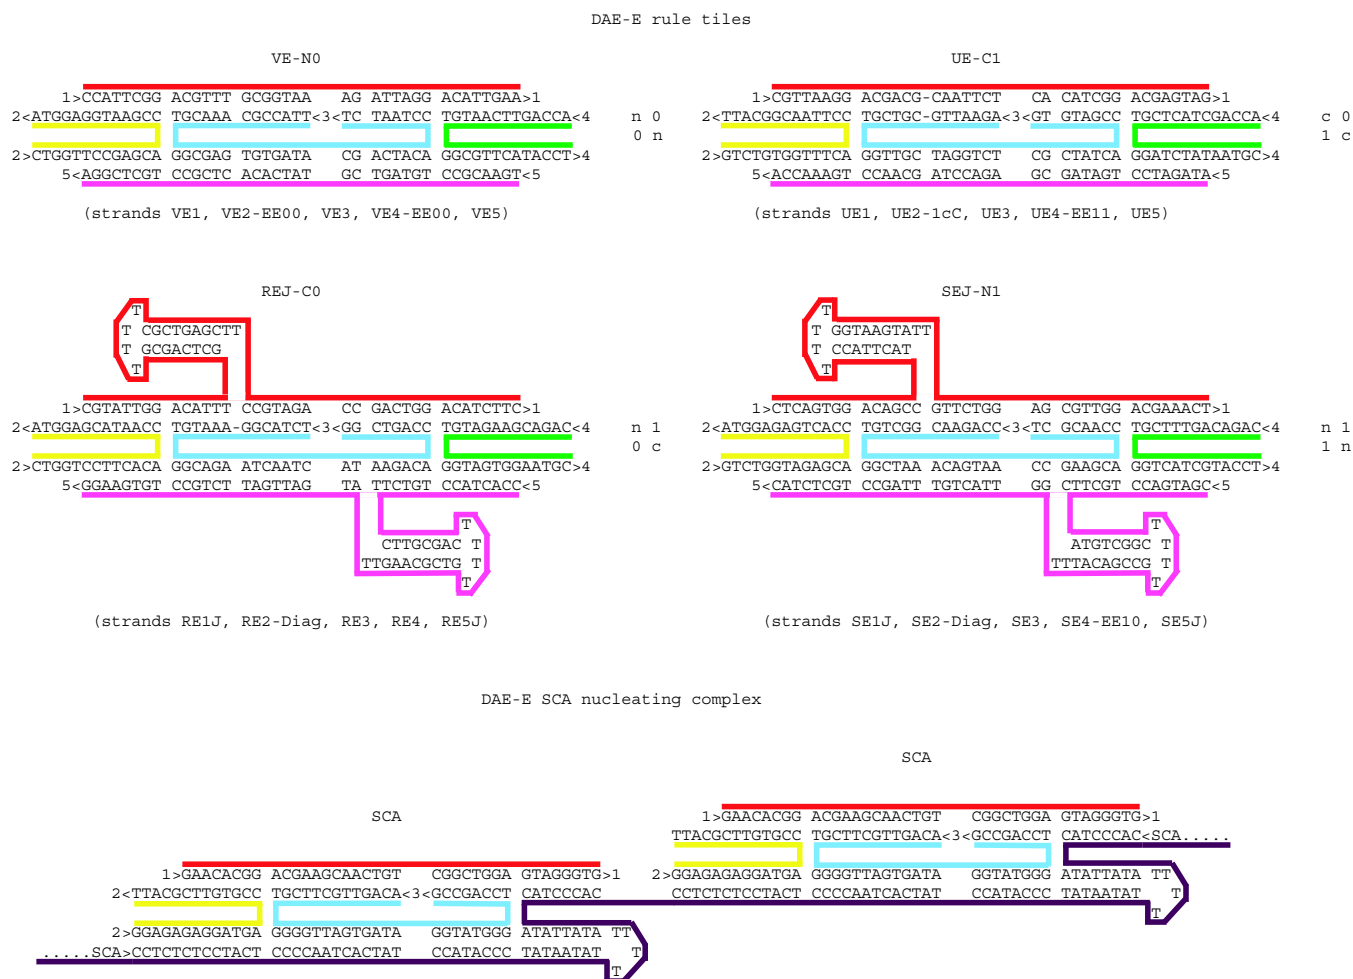 DAE-E rule tiles
VE-N0 UE-C1
1>CCATTCGG ACGTTT GCGGTAA AG ATTAGG ACATTGAA>1 1>CGTTAAGG ACGACG-CAATTCT CA CATCGG ACGAGTAG>1
2<ATGGAGGTAAGCC TGCAAA CGCCATT<3<TC TAATCC TGTAACTTGACCA<4 n 0 2<TTACGGCAATTCC TGCTGC-GTTAAGA<3<GT GTAGCC TGCTCATCGACCA<4 c 0
0 n 1 c
2>CTGGTTCCGAGCA GGCGAG TGTGATA CG ACTACA GGCGTTCATACCT>4 2>GTCTGTGGTTTCA GGTTGC TAGGTCT CG CTATCA GGATCTATAATGC>4
5<AGGCTCGT CCGCTC ACACTAT GC TGATGT CCGCAAGT<5 5<ACCAAAGT CCAACG ATCCAGA GC GATAGT CCTAGATA<5
(strands VE1, VE2-EE00, VE3, VE4-EE00, VE5) (strands UE1, UE2-1cC, UE3, UE4-EE11, UE5)
REJ-C0 SEJ-N1
T T
T CGCTGAGCTT T GGTAAGTATT
T GCGACTCG T CCATTCAT
T T
1>CGTATTGG ACATTT CCGTAGA CC GACTGG ACATCTTC>1 1>CTCAGTGG ACAGCC GTTCTGG AG CGTTGG ACGAAACT>1
2<ATGGAGCATAACC TGTAAA-GGCATCT<3<GG CTGACC TGTAGAAGCAGAC<4 n 1 2<ATGGAGAGTCACC TGTCGG CAAGACC<3<TC GCAACC TGCTTTGACAGAC<4 n 1
0 c 1 n
2>CTGGTCCTTCACA GGCAGA ATCAATC AT AAGACA GGTAGTGGAATGC>4 2>GTCTGGTAGAGCA GGCTAA ACAGTAA CC GAAGCA GGTCATCGTACCT>4
5<GGAAGTGT CCGTCT TAGTTAG TA TTCTGT CCATCACC<5 5<CATCTCGT CCGATT TGTCATT GG CTTCGT CCAGTAGC<5
T T
CTTGCGAC T ATGTCGGC T
TTGAACGCTG T TTTACAGCCG T
T T
(strands RE1J, RE2-Diag, RE3, RE4, RE5J) (strands SE1J, SE2-Diag, SE3, SE4-EE10, SE5J)
DAE-E SCA nucleating complex
SCA
1>GAACACGG ACGAAGCAACTGT CGGCTGGA GTAGGGTG>1
TTACGCTTGTGCC TGCTTCGTTGACA<3<GCCGACCT CATCCCAC<SCA.....
2>GGAGAGAGGATGA GGGGTTAGTGATA GGTATGGG ATATTATA TT
CCTCTCTCCTACT CCCCAATCACTAT CCATACCC TATAATAT T
T
SCA
1>GAACACGG ACGAAGCAACTGT CGGCTGGA GTAGGGTG>1
2<TTACGCTTGTGCC TGCTTCGTTGACA<3<GCCGACCT CATCCCAC
2>GGAGAGAGGATGA GGGGTTAGTGATA GGTATGGG ATATTATA TT
.....SCA>CCTCTCTCCTACT CCCCAATCACTAT CCATACCC TATAATAT T
T